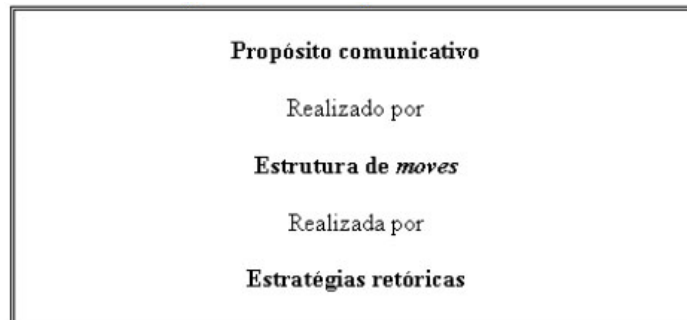 Propósito comunicativo
Realizado por
Estrutura de moves
Realizada por
Estratégias retóricas